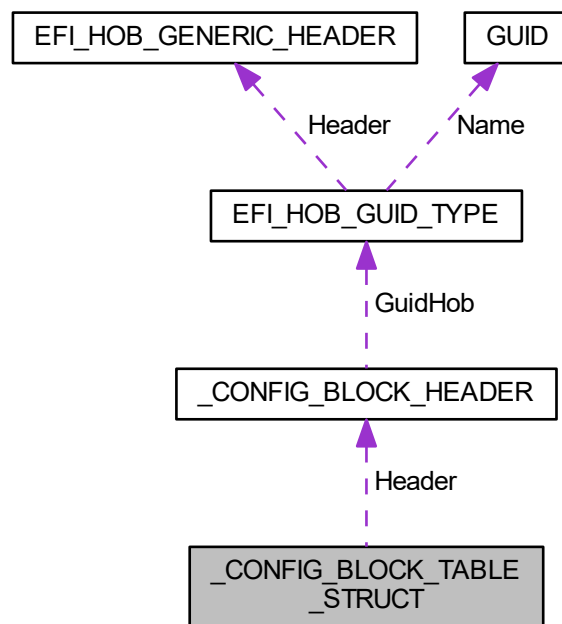 EFI_HOB_GENERIC_HEADER
GUID
Header
Name
EFI_HOB_GUID_TYPE
GuidHob
_CONFIG_BLOCK_HEADER
Header
_CONFIG_BLOCK_TABLE
_STRUCT